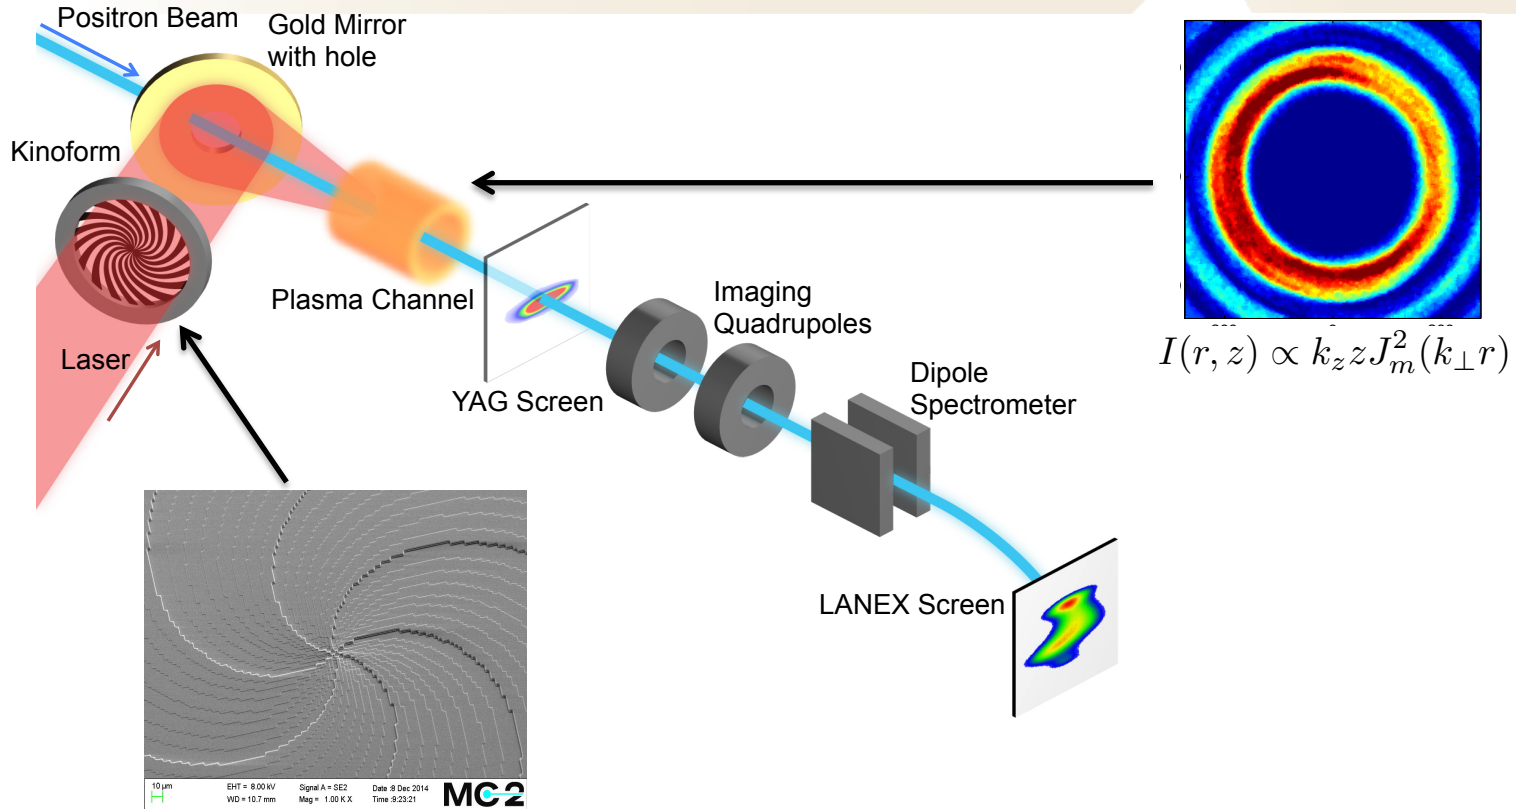 Positron Beam
Gold Mirror
with hole
Kinoform
Plasma Channel
Laser
YAG Screen
Imaging
Quadrupoles
Dipole
Spectrometer
LANEX Screen
I(r, z) ∝ k_z z J_m^2(k_⊥ r)
10 µm
EHT = 8.00 kV
WD = 10.7 mm
Signal A = SE2
Mag = 1.00 K X
Date :8 Dec 2014
Time :9:23:21
MC2